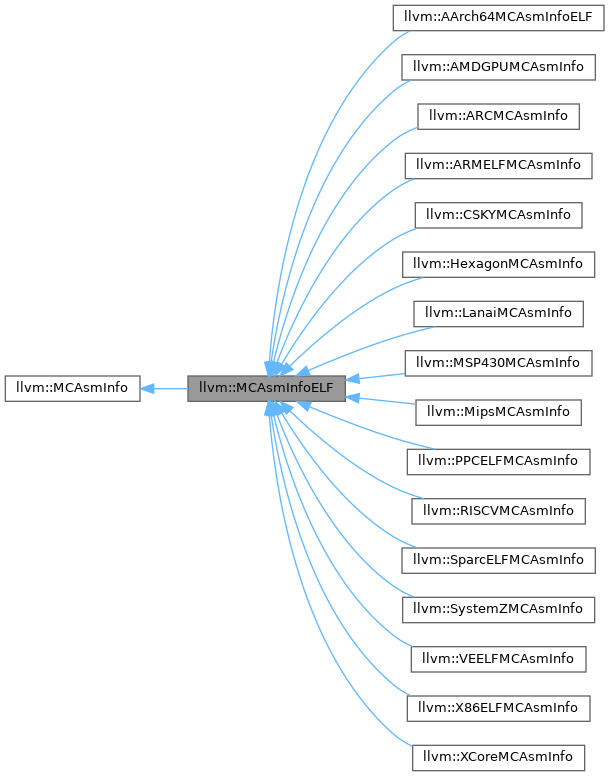 llvm::AArch64MCAsmInfoELF
llvm::AMDGPUMCAsmInfo
llvm::ARCMCAsmInfo
llvm::ARMELFMCAsmInfo
llvm::CSKYMCAsmInfo
llvm::HexagonMCAsmInfo
llvm::LanaiMCAsmInfo
llvm::MSP430MCAsmInfo
llvm::MCAsmInfo
llvm::MCAsmInfoELF
llvm::MipsMCAsmInfo
llvm::PPCELFMCAsmInfo
llvm::RISCVMCAsmInfo
llvm::SparcELFMCAsmInfo
llvm::SystemZMCAsmInfo
llvm::VEELFMCAsmInfo
llvm::X86ELFMCAsmInfo
llvm::XCoreMCAsmInfo